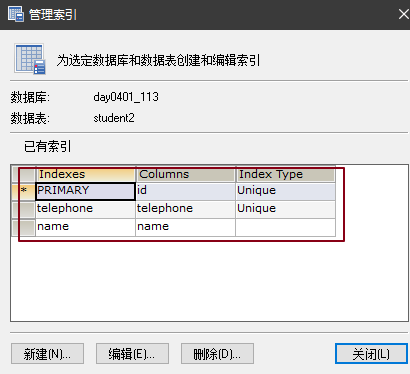 管理索引
为选定数据库和数据表创建和编辑索引
数据库: day0401_113
数据表: student2
已有索引
Indexes Columns Index Type
* PRIMARY id Unique
telephone telephone Unique
name name
新建(N)... 编辑(E)... 删除(D)... 关闭(L)